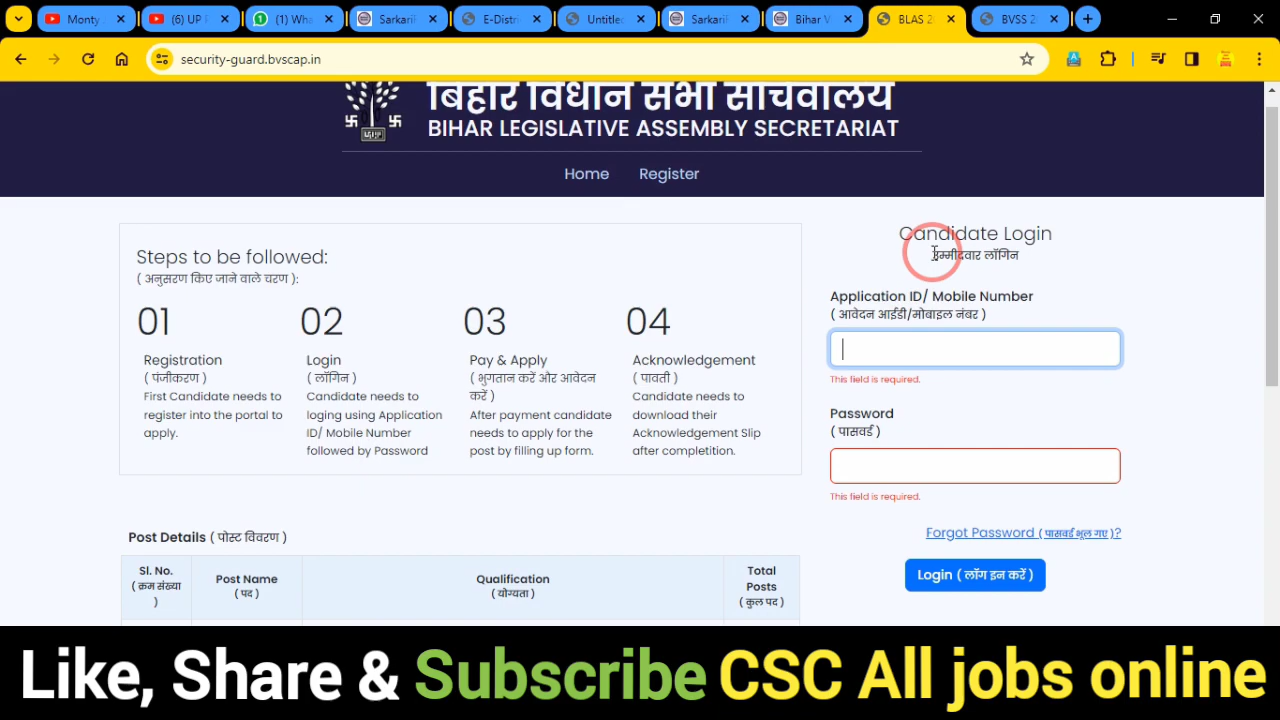 Monty
(6) UP
(1) Wha
Sarkari
E-Distri
Untitled
Sarkari
Bihar V
BLAS 2
BVSS 2
security-guard.bvscap.in
बिहार विधान सभा सचिवालय
BIHAR LEGISLATIVE ASSEMBLY SECRETARIAT
Home Register
Steps to be followed:
( अनुसरण किए जाने वाले चरण ):
01
Registration
( पंजीकरण )
First Candidate needs to
register into the portal to
apply.
02
Login
( लॉगिन )
Candidate needs to
loging using Application
ID/ Mobile Number
followed by Password
03
Pay & Apply
( भुगतान करें और आवेदन
करें )
After payment candidate
needs to apply for the
post by filling up form.
04
Acknowledgement
( पावती )
Candidate needs to
download their
Acknowledgement Slip
after completition.
Candidate Login
उम्मीदवार लॉगिन
Application ID/ Mobile Number
( आवेदन आईडी/मोबाइल नंबर )
This field is required.
Password
( पासवर्ड )
This field is required.
Forgot Password ( पासवर्ड भूल गए )?
Login ( लॉग इन करें )
Post Details ( पोस्ट विवरण )
Sl. No.
( क्रम संख्या
)
Post Name
( पद )
Qualification
( योग्यता )
Total
Posts
( कुल पद )
Like, Share & Subscribe CSC All jobs online